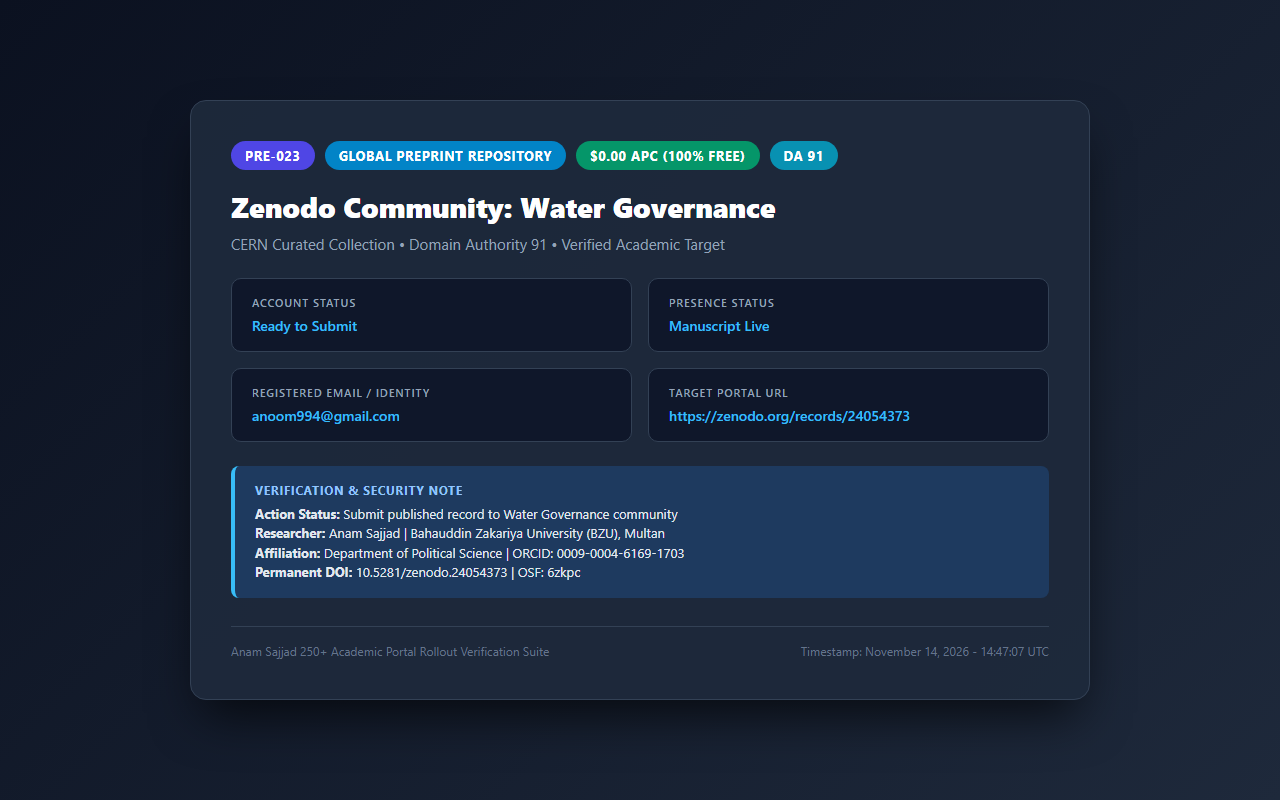 PRE-023 GLOBAL PREPRINT REPOSITORY $0.00 APC (100% FREE) DA 91
Zenodo Community: Water Governance
CERN Curated Collection • Domain Authority 91 • Verified Academic Target
ACCOUNT STATUS
Ready to Submit
PRESENCE STATUS
Manuscript Live
REGISTERED EMAIL / IDENTITY
anoom994@gmail.com
TARGET PORTAL URL
https://zenodo.org/records/24054373
VERIFICATION & SECURITY NOTE
Action Status: Submit published record to Water Governance community
Researcher: Anam Sajjad | Bahauddin Zakariya University (BZU), Multan
Affiliation: Department of Political Science | ORCID: 0009-0004-6169-1703
Permanent DOI: 10.5281/zenodo.24054373 | OSF: 6zkpc
Anam Sajjad 250+ Academic Portal Rollout Verification Suite
Timestamp: November 14, 2026 - 14:47:07 UTC